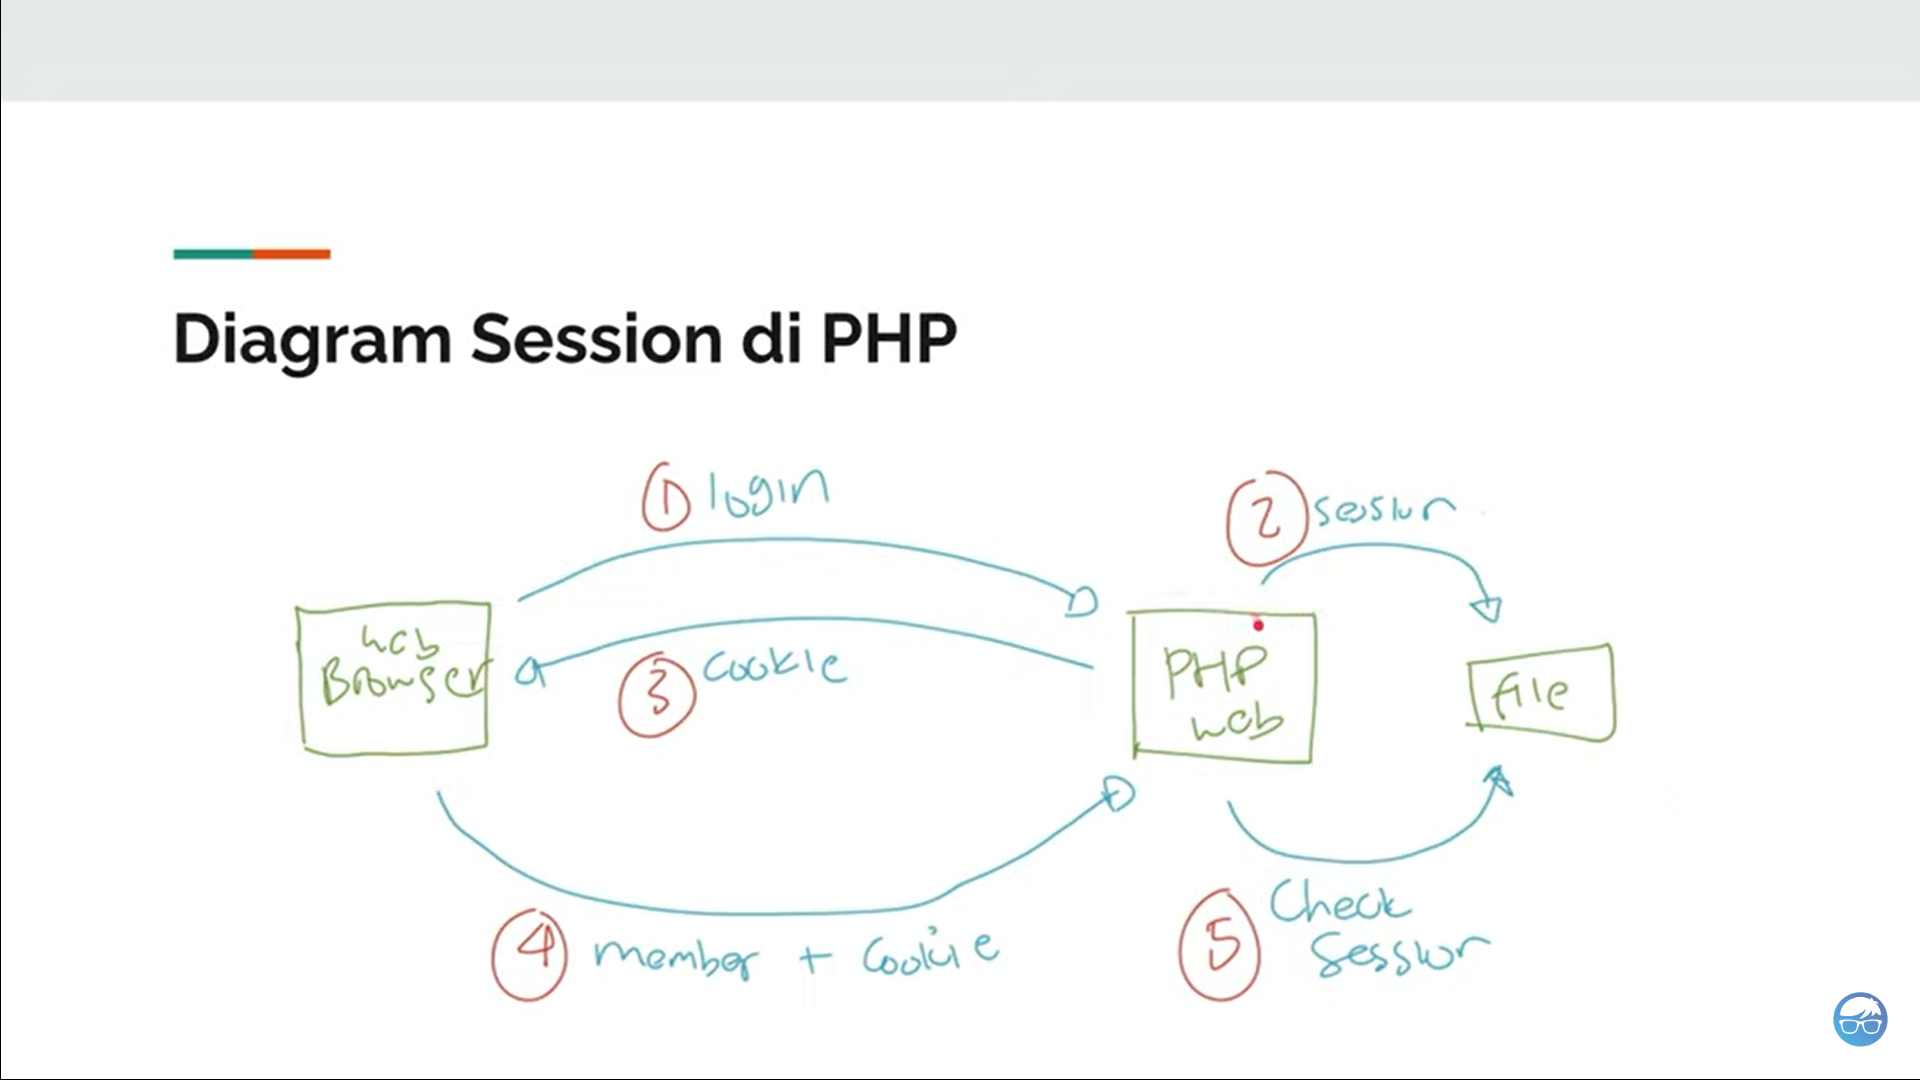 Diagram Session di PHP
1 login
2 session
web
Browser
3 cookie
PHP
web
file
4 member + cookie
5 Check
Session